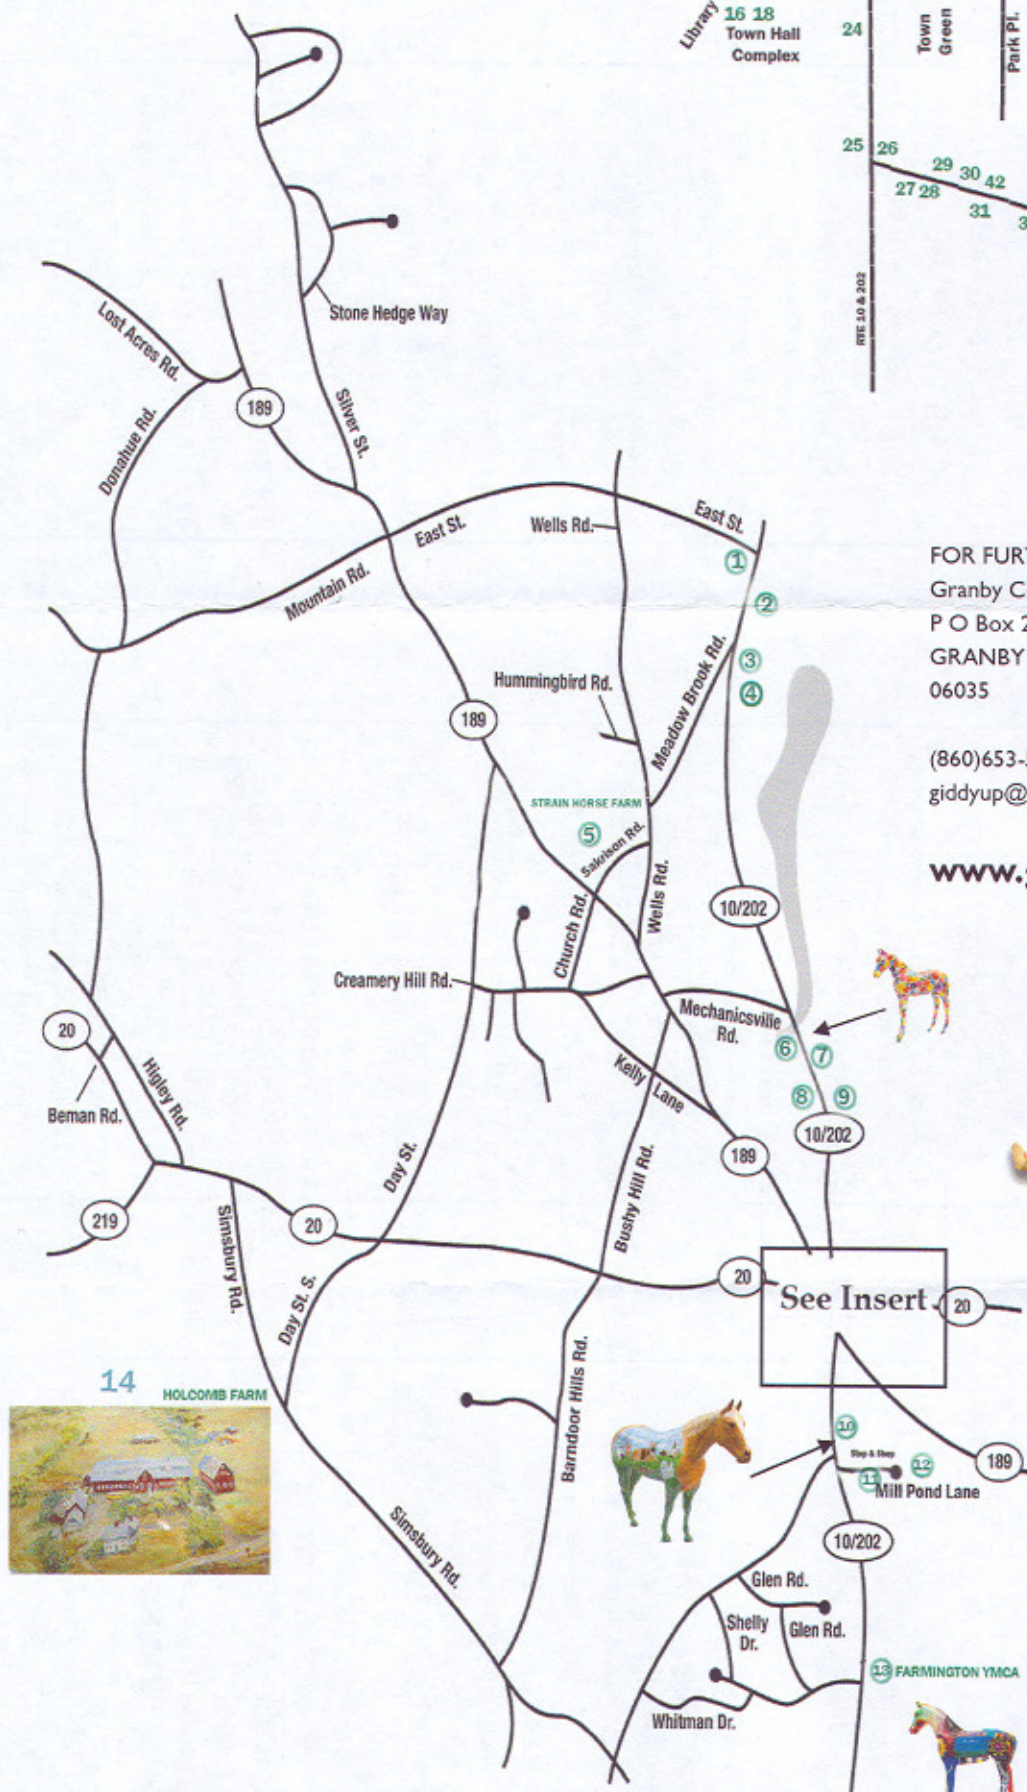 Library
16 18
Town Hall
Complex
24
Town
Green
Park Pl.
25
26
29
30
42
27
28
31
RTE 10 & 202
Stone Hedge Way
Lost Acres Rd.
189
Silver St.
Donahue Rd.
East St.
Wells Rd.
East St.
1
Mountain Rd.
2
FOR FUR
Granby C
P O Box 2
GRANBY
06035
(860)653-
giddyup@
www.
Meadow Brook Rd.
3
4
Hummingbird Rd.
189
STRAIN HORSE FARM
5
Sakrison Rd.
Wells Rd.
10/202
Church Rd.
Creamery Hill Rd.
Mechanicsville
Rd.
6
7
20
Higley Rd.
Beman Rd.
Kelly Lane
8
9
10/202
189
Day St.
Bushy Hill Rd.
219
Simsbury Rd.
20
20
See Insert
20
Day St. S.
14
HOLCOMB FARM
Barndoor Hills Rd.
10
Stop & Shop
12
189
11
Mill Pond Lane
Simsbury Rd.
10/202
Glen Rd.
Shelly
Dr.
Glen Rd.
13
FARMINGTON YMCA
Whitman Dr.